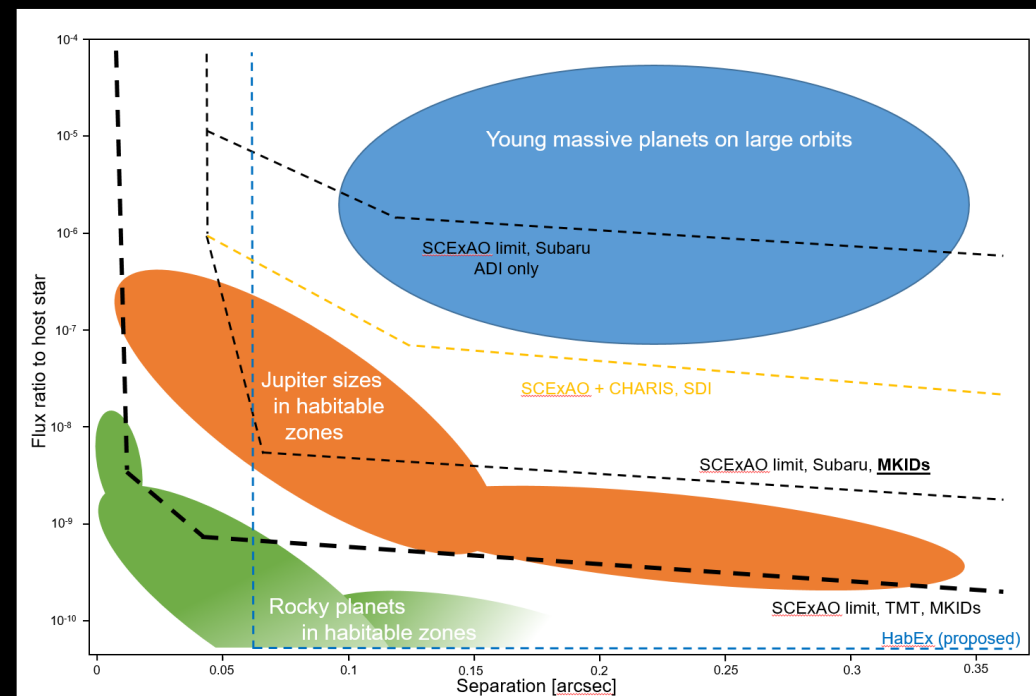 10-4
10-5
10-6
10-7
10-8
10-9
10-10
Flux ratio to host star
Young massive planets on large orbits
SCExAO limit, Subaru
ADI only
SCExAO + CHARIS, SDI
Jupiter sizes
in habitable
zones
SCExAO limit, Subaru, MKIDs
Rocky planets
in habitable zones
SCExAO limit, TMT, MKIDs
HabEx (proposed)
0 0.05 0.1 0.15 0.2 0.25 0.3 0.35
Separation [arcsec]